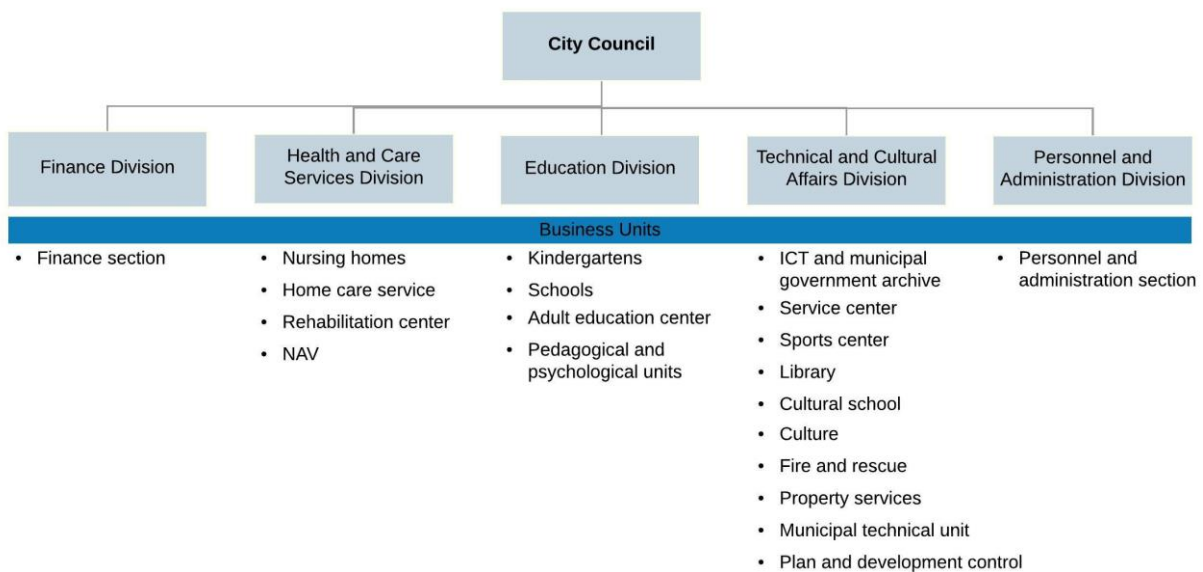 City Council
Finance Division
Health and Care
Services Division
Education Division
Technical and Cultural
Affairs Division
Personnel and
Administration Division
Business Units
• Finance section
• Nursing homes
• Home care service
• Rehabilitation center
• NAV
• Kindergartens
• Schools
• Adult education center
• Pedagogical and
psychological units
• ICT and municipal
government archive
• Service center
• Sports center
• Library
• Cultural school
• Culture
• Fire and rescue
• Property services
• Municipal technical unit
• Plan and development control
• Personnel and
administration section